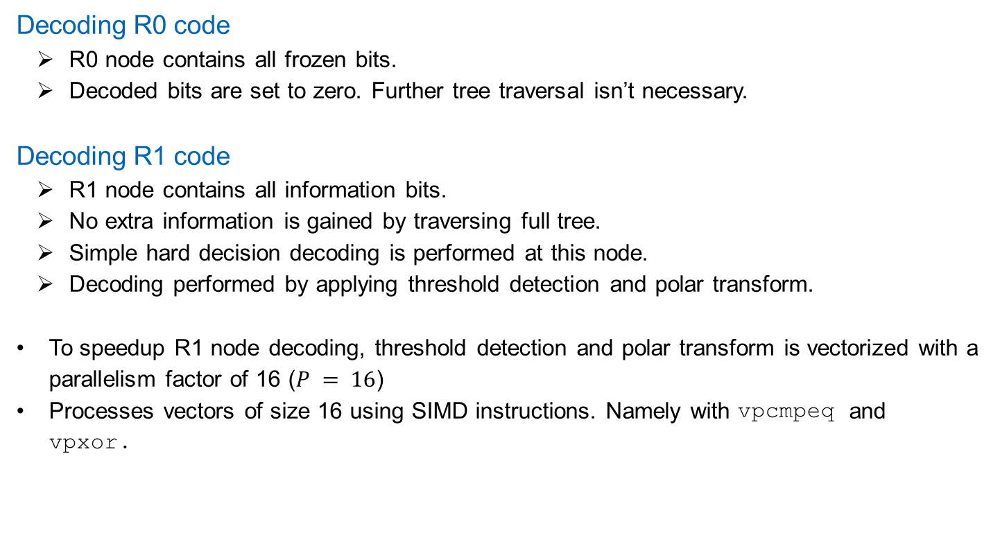 Decoding R0 code
➢ R0 node contains all frozen bits.
➢ Decoded bits are set to zero. Further tree traversal isn’t necessary.
Decoding R1 code
➢ R1 node contains all information bits.
➢ No extra information is gained by traversing full tree.
➢ Simple hard decision decoding is performed at this node.
➢ Decoding performed by applying threshold detection and polar transform.
• To speedup R1 node decoding, threshold detection and polar transform is vectorized with a
parallelism factor of 16 (P = 16)
• Processes vectors of size 16 using SIMD instructions. Namely with vpcmpeq and
vpxor.